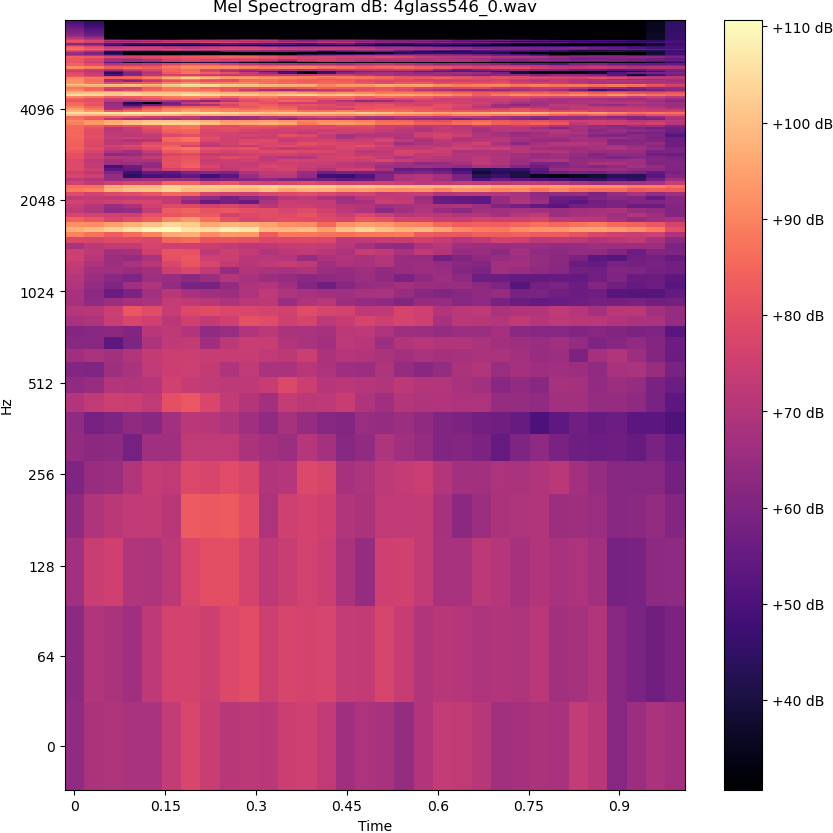 Mel Spectrogram dB: 4glass546_0.wav
+110 dB
+100 dB
+90 dB
+80 dB
+70 dB
+60 dB
+50 dB
+40 dB
4096
2048
1024
512
256
128
64
0
Hz
0
0.15
0.3
0.45
0.6
0.75
0.9
Time